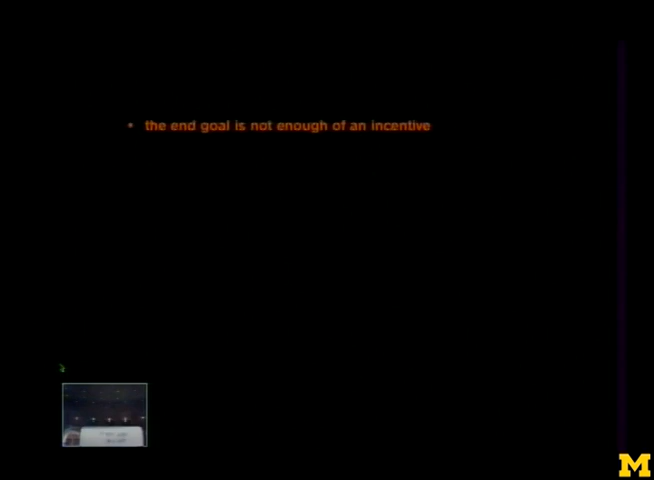 • the end goal is not enough of an incentive
M